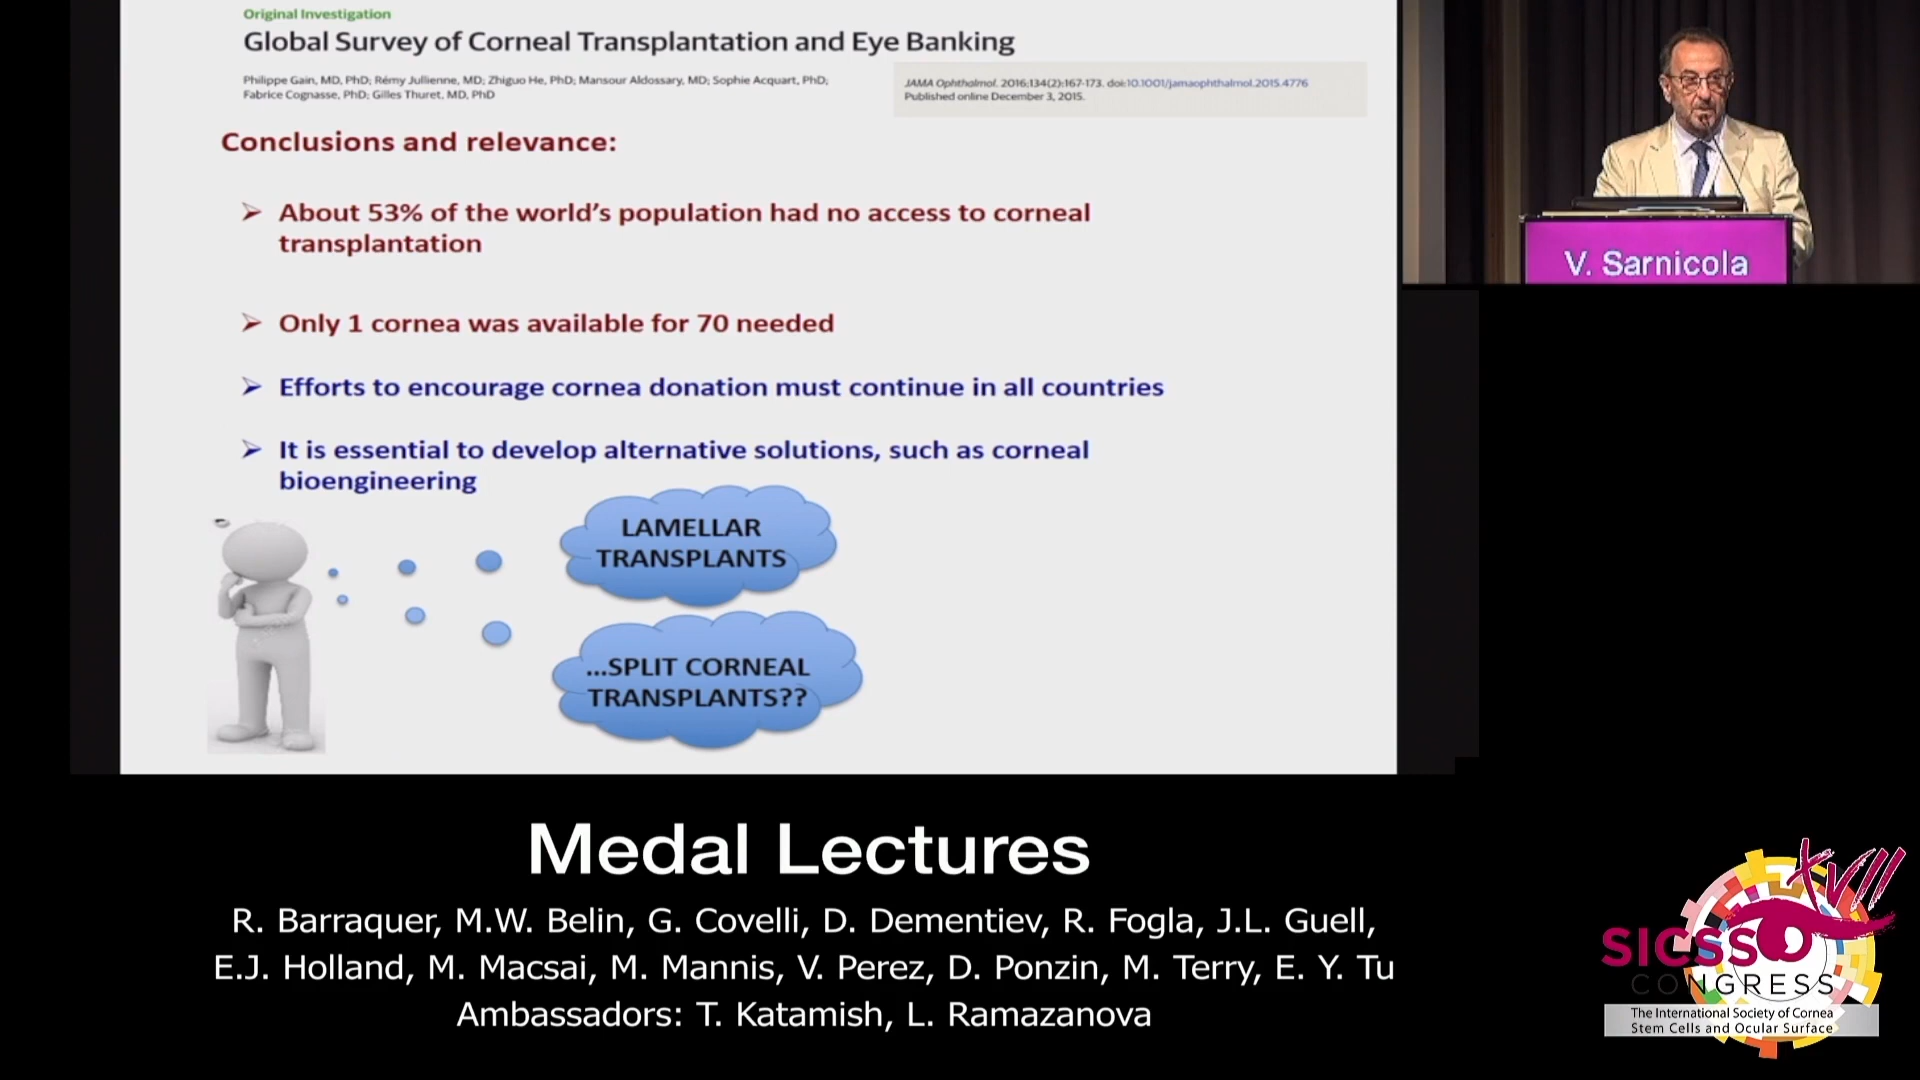 Original Investigation
Global Survey of Corneal Transplantation and Eye Banking
Philippe Gain, MD, PhD; Rémy Jullienne, MD; Zhiguo He, PhD; Mansour Aldossary, MD; Sophie Acquart, PhD;
Fabrice Cognasse, PhD; Gilles Thuret, MD, PhD
JAMA Ophthalmol. 2016;134(2):167-173. doi:10.1001/jamaophthalmol.2015.4776
Published online December 3, 2015.
Conclusions and relevance:
About 53% of the world's population had no access to corneal
transplantation
Only 1 cornea was available for 70 needed
Efforts to encourage cornea donation must continue in all countries
It is essential to develop alternative solutions, such as corneal
bioengineering
LAMELLAR
TRANSPLANTS
...SPLIT CORNEAL
TRANSPLANTS??
V. Sarnicola
Medal Lectures
R. Barraquer, M.W. Belin, G. Covelli, D. Dementiev, R. Fogla, J.L. Guell,
E.J. Holland, M. Macsai, M. Mannis, V. Perez, D. Ponzin, M. Terry, E. Y. Tu
Ambassadors: T. Katamish, L. Ramazanova
XVII
SICSSO
CONGRESS
The International Society of Cornea
Stem Cells and Ocular Surface